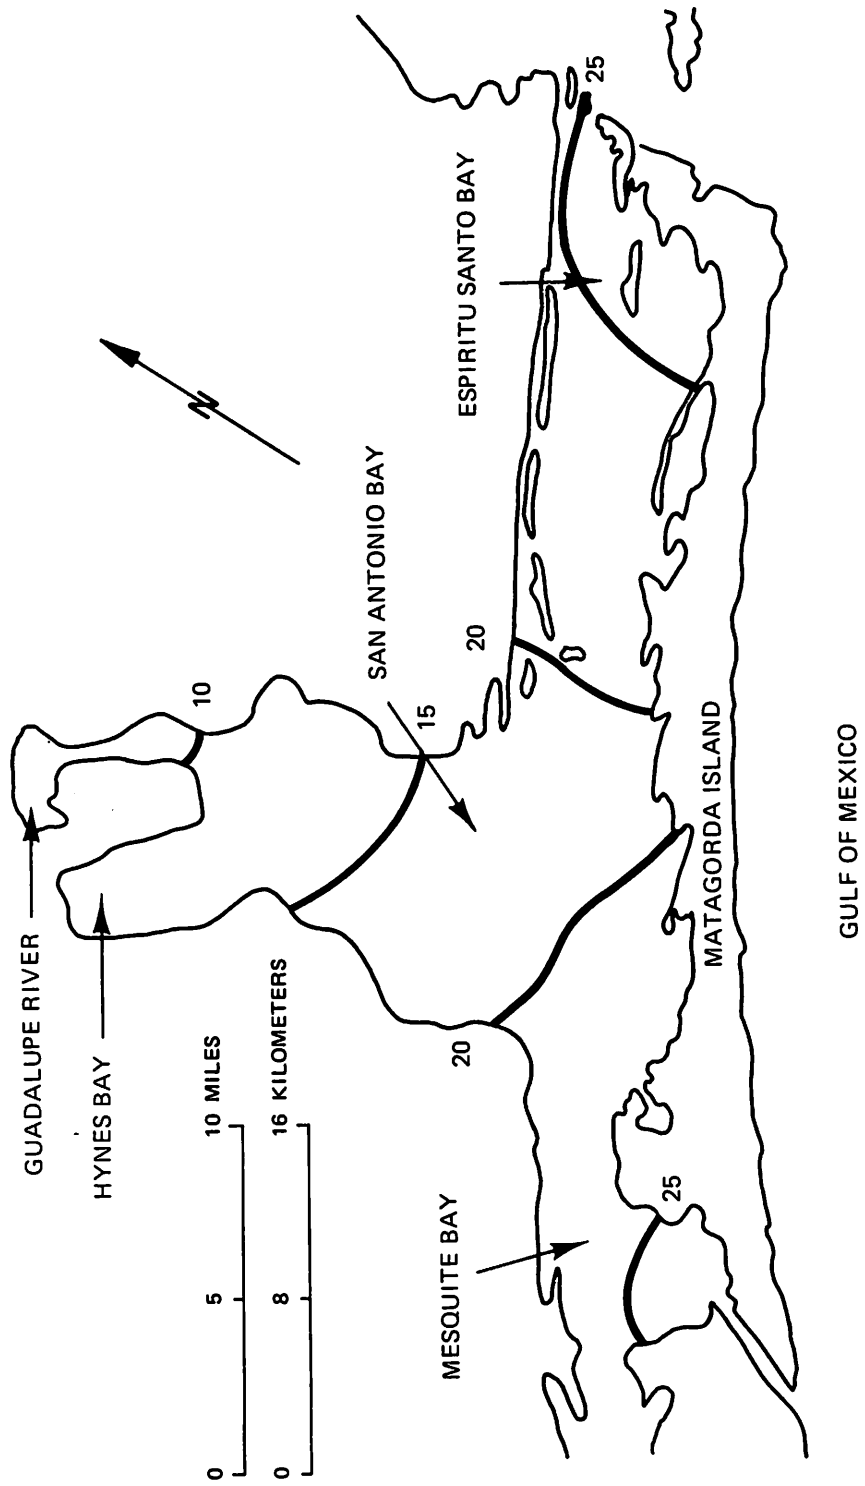 GUADALUPE RIVER
HYNES BAY
0 5 10 MILES
0 8 16 KILOMETERS
N
10
15
SAN ANTONIO BAY
20
20
ESPIRITU SANTO BAY
25
MESQUITE BAY
25
MATAGORDA ISLAND
GULF OF MEXICO